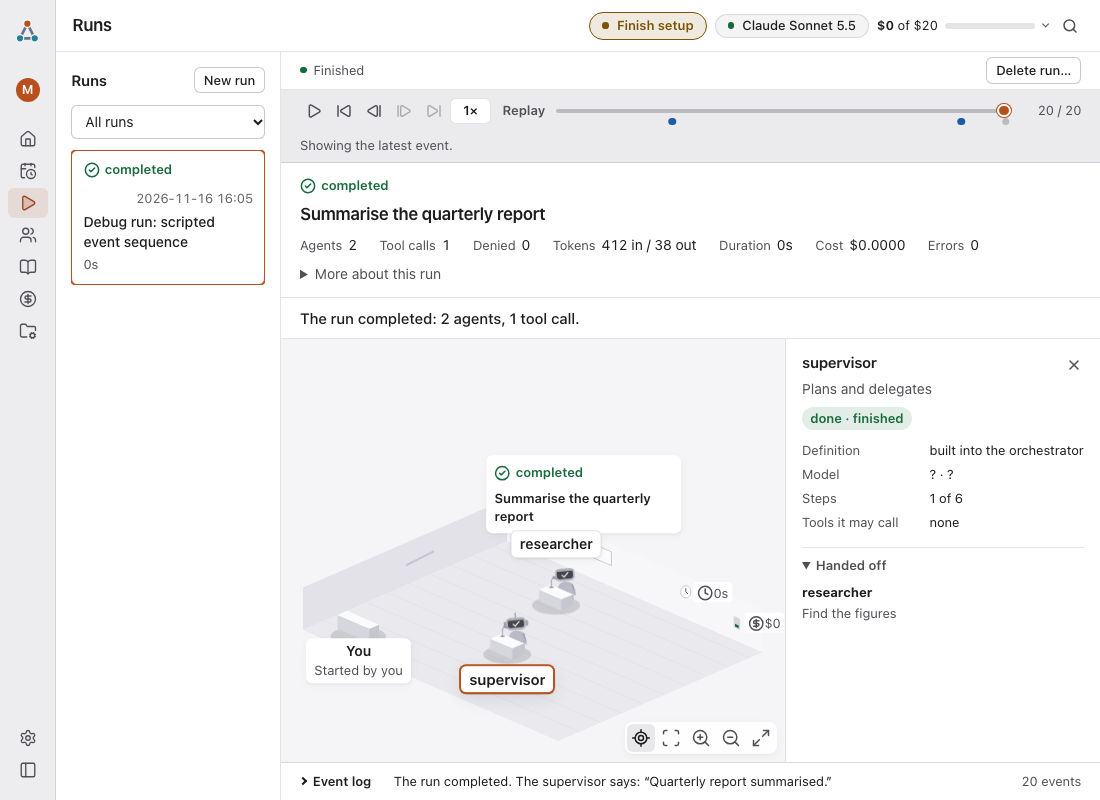 Runs
Finish setup
Claude Sonnet 5.5
$0 of $20
M
Runs
New run
All runs
completed
2026-11-16 16:05
Debug run: scripted
event sequence
0s
Finished
Delete run...
1×
Replay
20 / 20
Showing the latest event.
completed
Summarise the quarterly report
Agents 2
Tool calls 1
Denied 0
Tokens 412 in / 38 out
Duration 0s
Cost $0.0000
Errors 0
More about this run
The run completed: 2 agents, 1 tool call.
completed
Summarise the quarterly
report
researcher
0s
$0
You
Started by you
supervisor
supervisor
Plans and delegates
done · finished
Definition built into the orchestrator
Model ? · ?
Steps 1 of 6
Tools it may call none
Handed off
researcher
Find the figures
Event log
The run completed. The supervisor says: “Quarterly report summarised.”
20 events